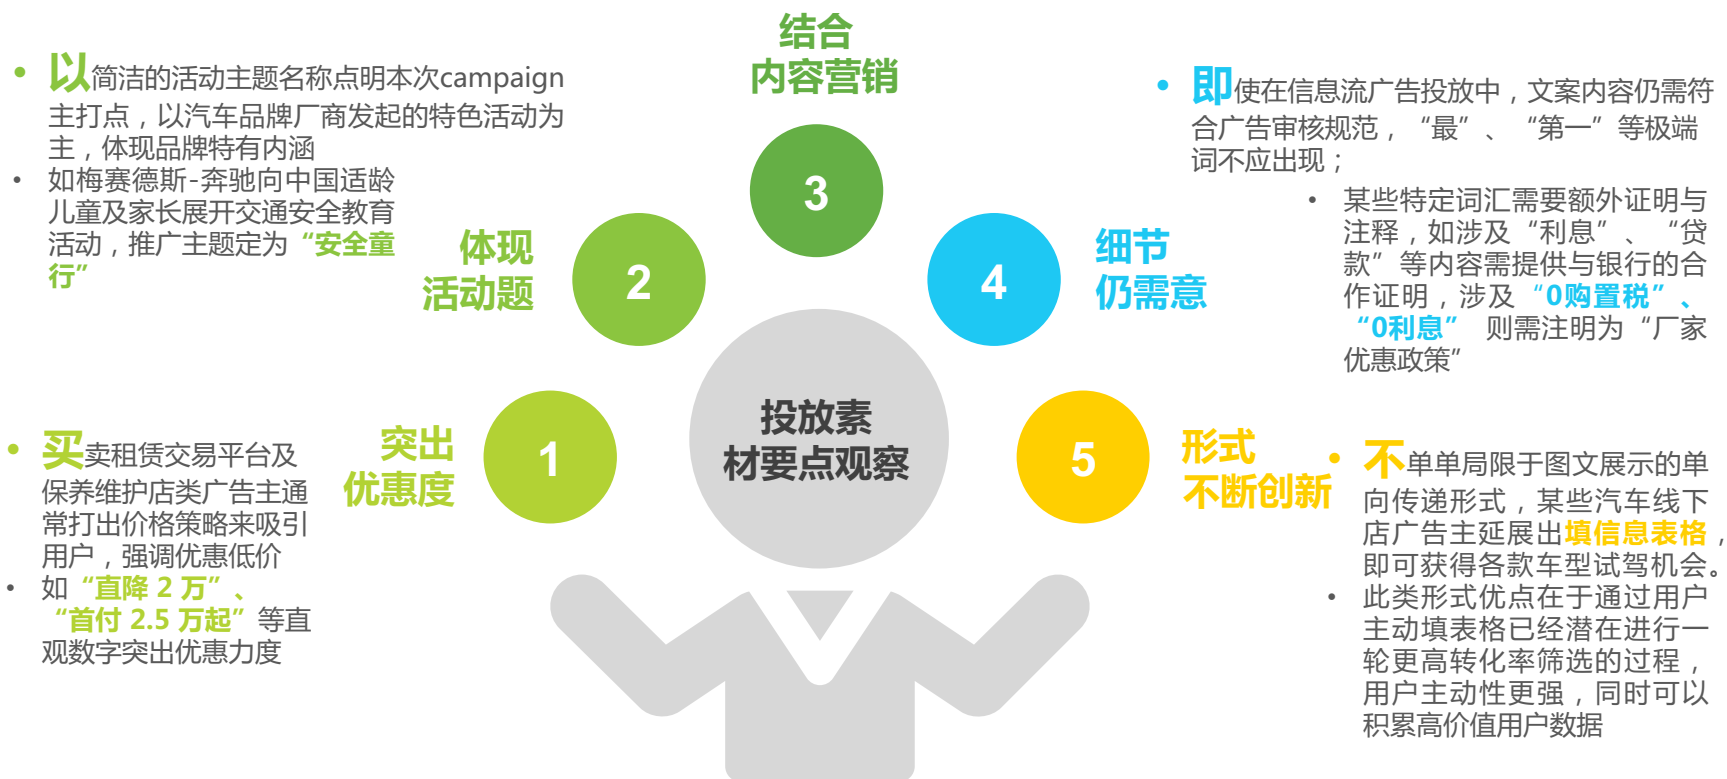 结合
内容营销
3
• 以简洁的活动主题名称点明本次campaign
主打点，以汽车品牌厂商发起的特色活动为
主，体现品牌特有内涵
• 如梅赛德斯-奔驰向中国适龄
儿童及家长展开交通安全教育
活动，推广主题定为“安全童
行”
体现
活动题
2
• 即使在信息流广告投放中，文案内容仍需符
合广告审核规范，“最”、“第一”等极端
词不应出现；
• 某些特定词汇需要额外证明与
注释，如涉及“利息”、“贷
款”等内容需提供与银行的合
作证明，涉及“0购置税”、
“0利息” 则需注明为“厂家
优惠政策”
4
细节
仍需意
• 买卖租赁交易平台及
保养维护店类广告主通
常打出价格策略来吸引
用户，强调优惠低价
• 如“直降 2 万”、
“首付 2.5 万起”等直
观数字突出优惠力度
突出
优惠度
1
投放素
材要点观察
5
形式
不断创新
• 不单单局限于图文展示的单
向传递形式，某些汽车线下
店广告主延展出填信息表格，
即可获得各款车型试驾机会。
• 此类形式优点在于通过用户
主动填表格已经潜在进行一
轮更高转化率筛选的过程，
用户主动性更强，同时可以
积累高价值用户数据